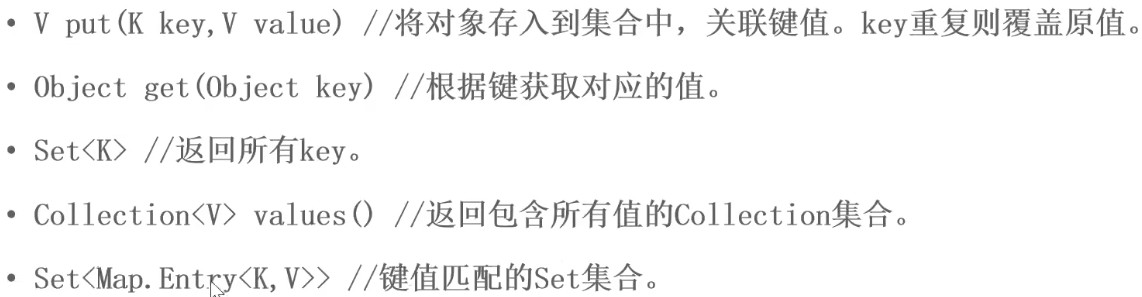 • V put(K key,V value) //将对象存入到集合中，关联键值。key重复则覆盖原值。
• Object get(Object key) //根据键获取对应的值。
• Set<K> //返回所有key。
• Collection<V> values() //返回包含所有值的Collection集合。
• Set<Map.Entry<K,V>> //键值匹配的Set集合。